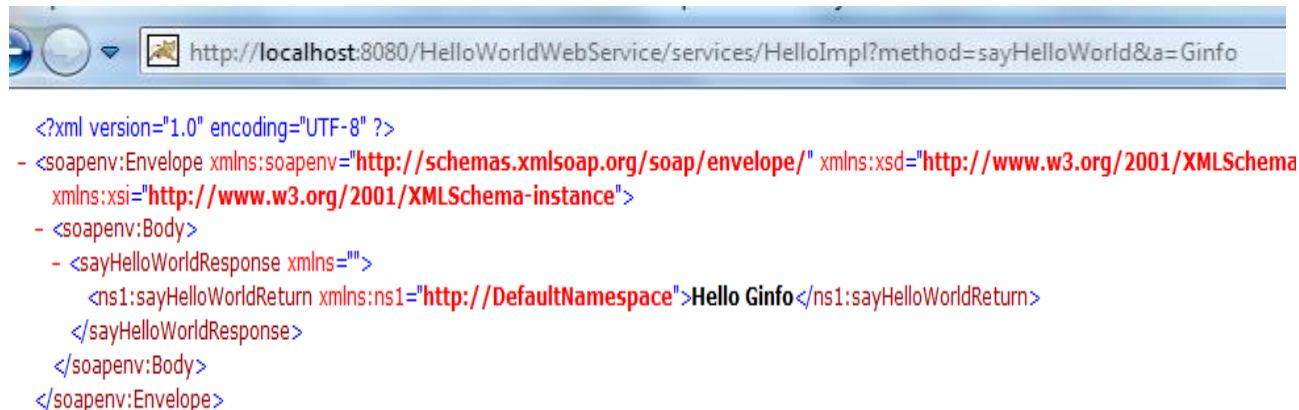 http://localhost:8080/HelloWorldWebService/services/HelloImpl?method=sayHelloWorld&a=Ginfo
<?xml version="1.0" encoding="UTF-8" ?>
- <soapenv:Envelope xmlns:soapenv="http://schemas.xmlsoap.org/soap/envelope/" xmlns:xsd="http://www.w3.org/2001/XMLSchema
xmlns:xsi="http://www.w3.org/2001/XMLSchema-instance">
- <soapenv:Body>
- <sayHelloWorldResponse xmlns="">
<ns1:sayHelloWorldReturn xmlns:ns1="http://DefaultNamespace">Hello Ginfo</ns1:sayHelloWorldReturn>
</sayHelloWorldResponse>
</soapenv:Body>
</soapenv:Envelope>